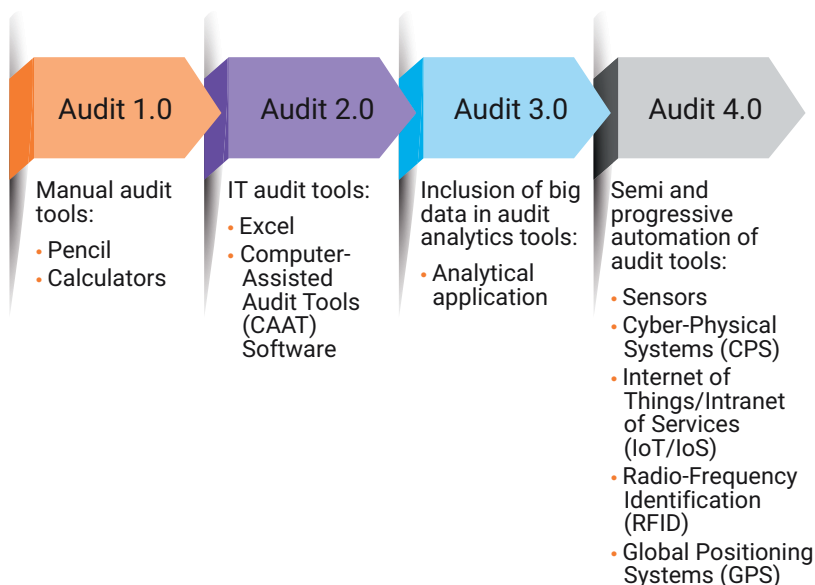 Audit 1.0
Manual audit
tools:
• Pencil
• Calculators
Audit 2.0
IT audit tools:
• Excel
• Computer-
Assisted
Audit Tools
(CAAT)
Software
Audit 3.0
Inclusion of big
data in audit
analytics tools:
• Analytical
application
Audit 4.0
Semi and
progressive
automation of
audit tools:
• Sensors
• Cyber-Physical
Systems (CPS)
• Internet of
Things/Intranet
of Services
(IoT/IoS)
• Radio-Frequency
Identification
(RFID)
• Global Positioning
Systems (GPS)